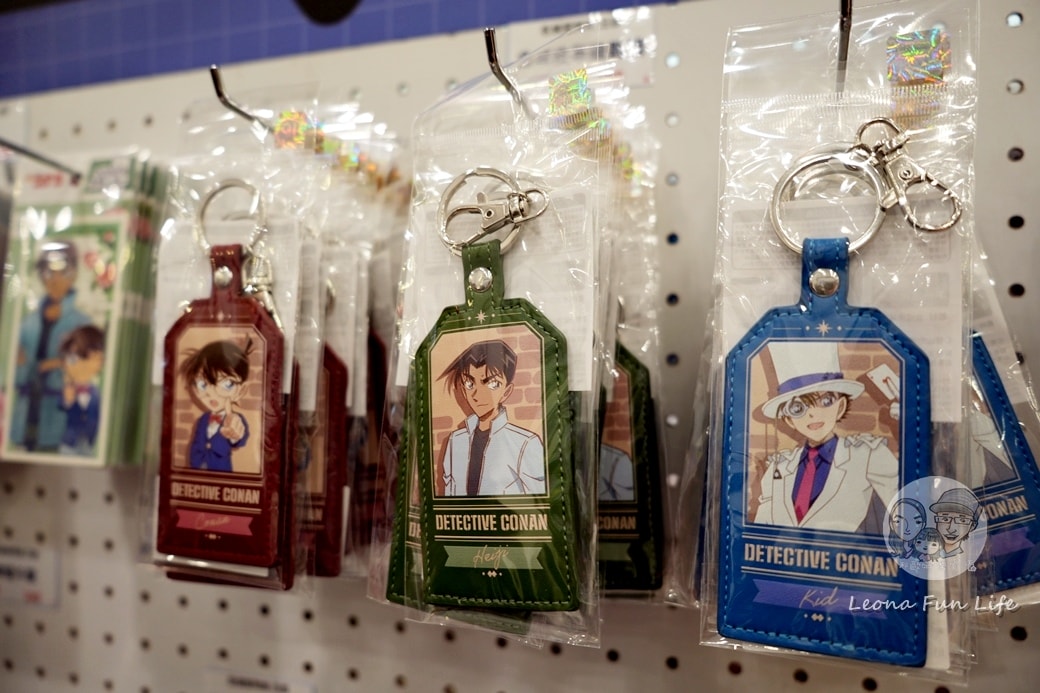 DETECTIVE CONAN
Conan
DETECTIVE CONAN
Heiji
DETECTIVE CONAN
Kid
CONAN
CONAN
Leona Fun Life